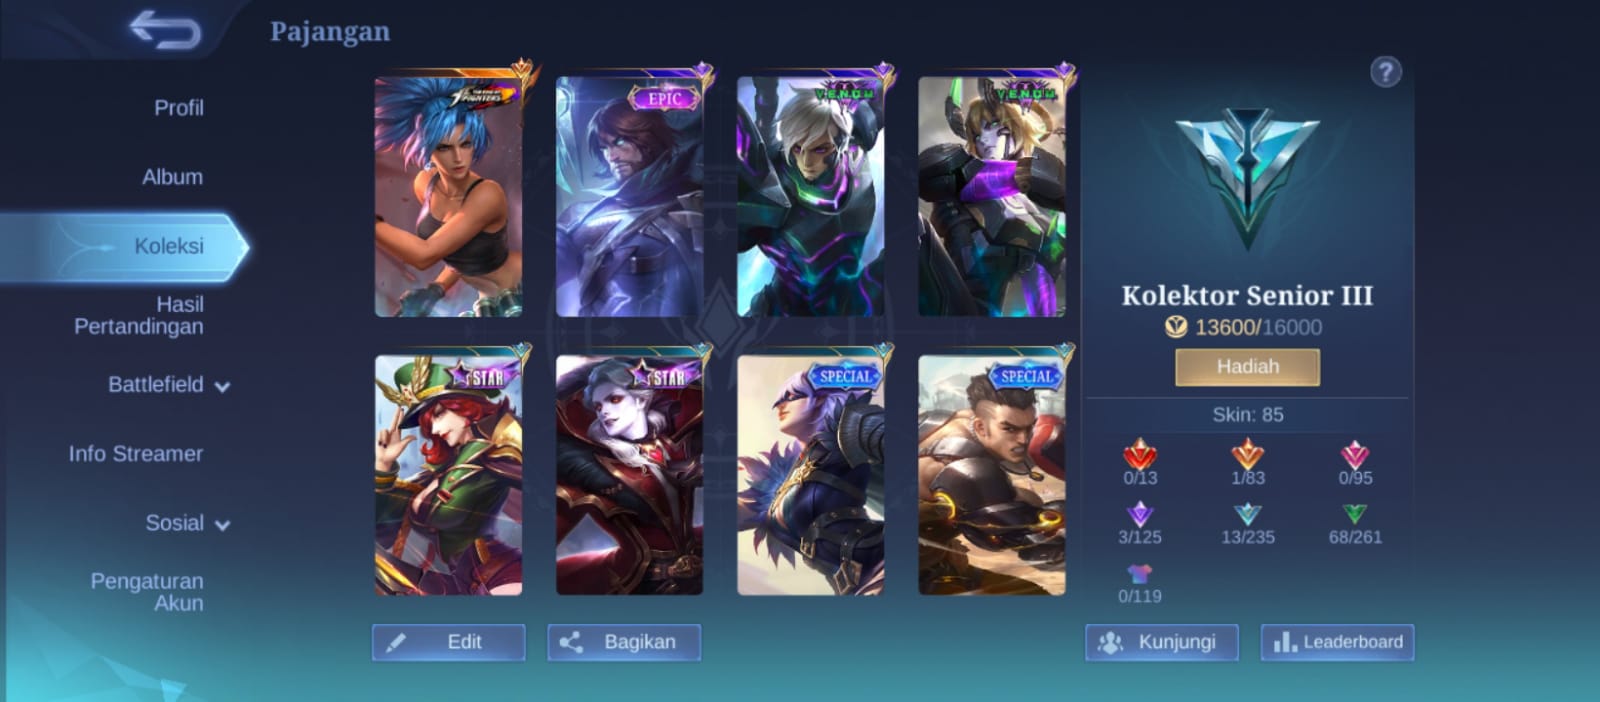 Pajangan
Profil
Album
Koleksi
Hasil
Pertandingan
Battlefield
Info Streamer
Sosial
Pengaturan
Akun
THE KING OF
FIGHTERS
EPIC
VENOM
VENOM
STAR
STAR
SPECIAL
SPECIAL
Edit
Bagikan
?
Kolektor Senior III
13600/16000
Hadiah
Skin: 85
0/13
1/83
0/95
3/125
13/235
68/261
0/119
Kunjungi
Leaderboard